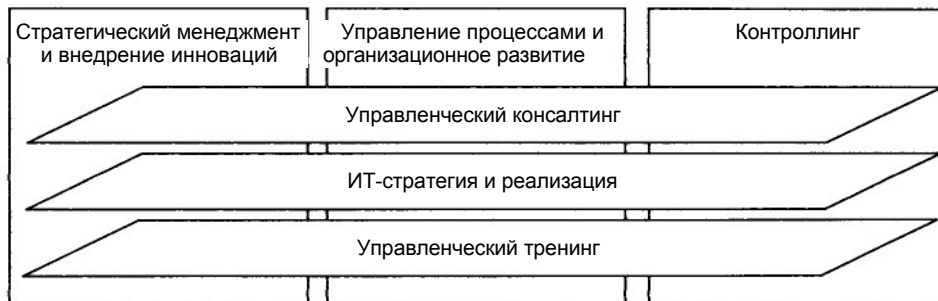 Стратегический менеджмент
и внедрение инноваций
Управление процессами и
организационное развитие
Контроллинг
Управленческий консалтинг
ИТ-стратегия и реализация
Управленческий тренинг